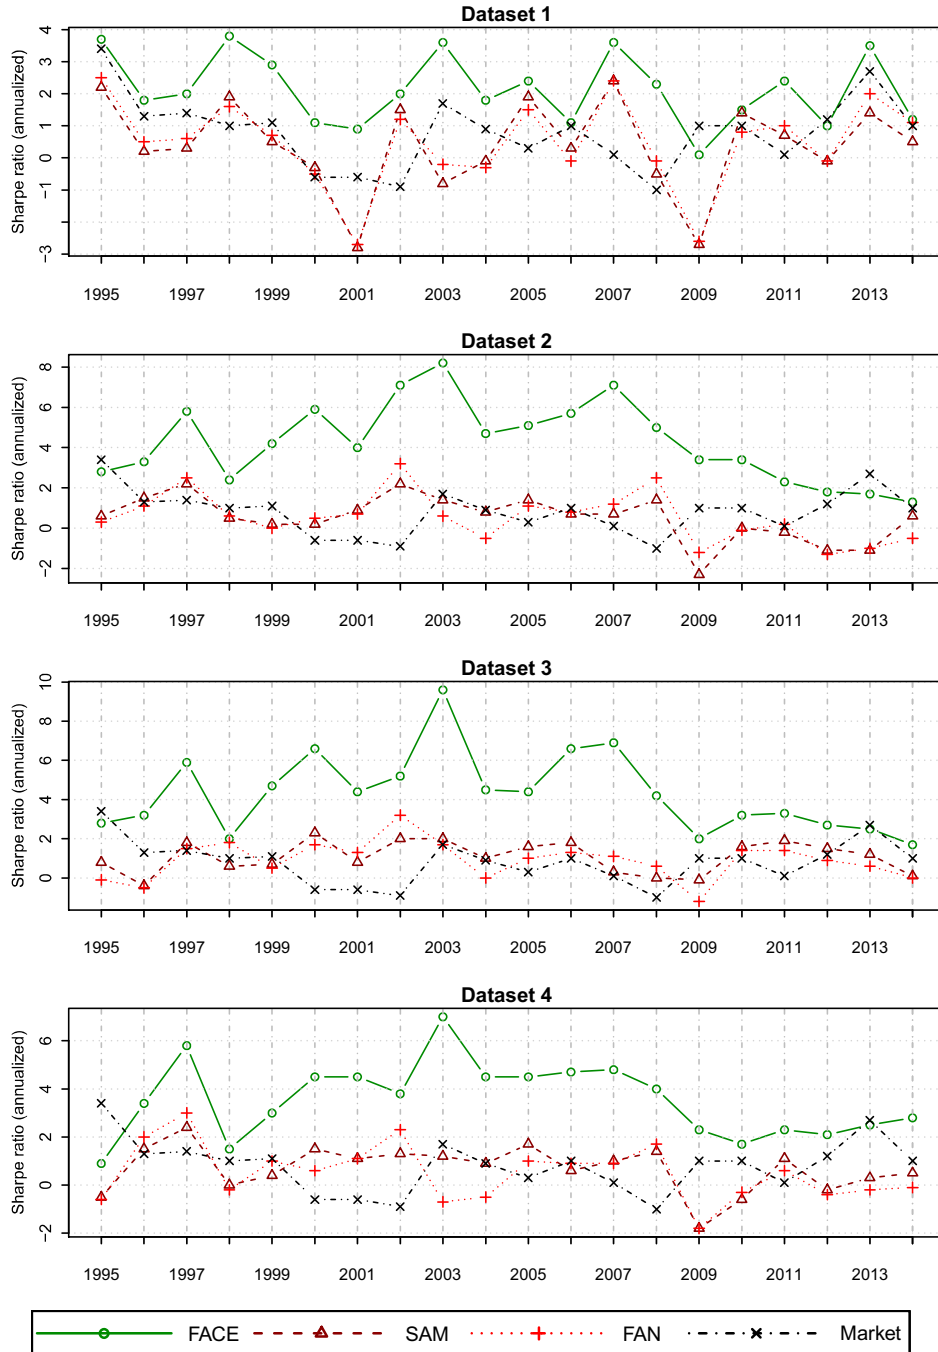 Dataset 1
Sharpe ratio (annualized)
4
3
2
1
0
−1
−3
1995 1997 1999 2001 2003 2005 2007 2009 2011 2013
Dataset 2
Sharpe ratio (annualized)
8
6
4
2
0
−2
1995 1997 1999 2001 2003 2005 2007 2009 2011 2013
Dataset 3
Sharpe ratio (annualized)
10
8
6
4
2
0
1995 1997 1999 2001 2003 2005 2007 2009 2011 2013
Dataset 4
Sharpe ratio (annualized)
6
4
2
0
−2
1995 1997 1999 2001 2003 2005 2007 2009 2011 2013
FACE SAM FAN Market